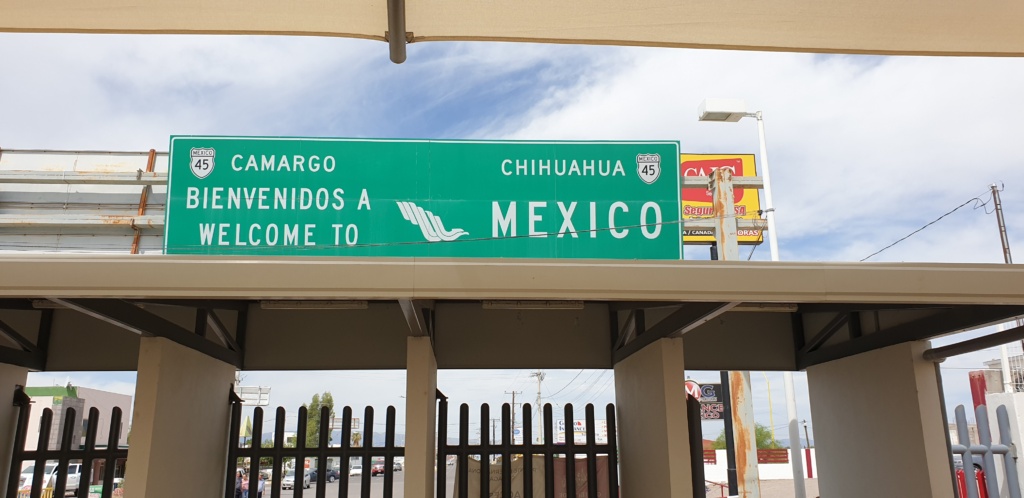 MEXICO
45
CAMARGO
CHIHUAHUA
MEXICO
45
BIENVENIDOS A
WELCOME TO
MEXICO